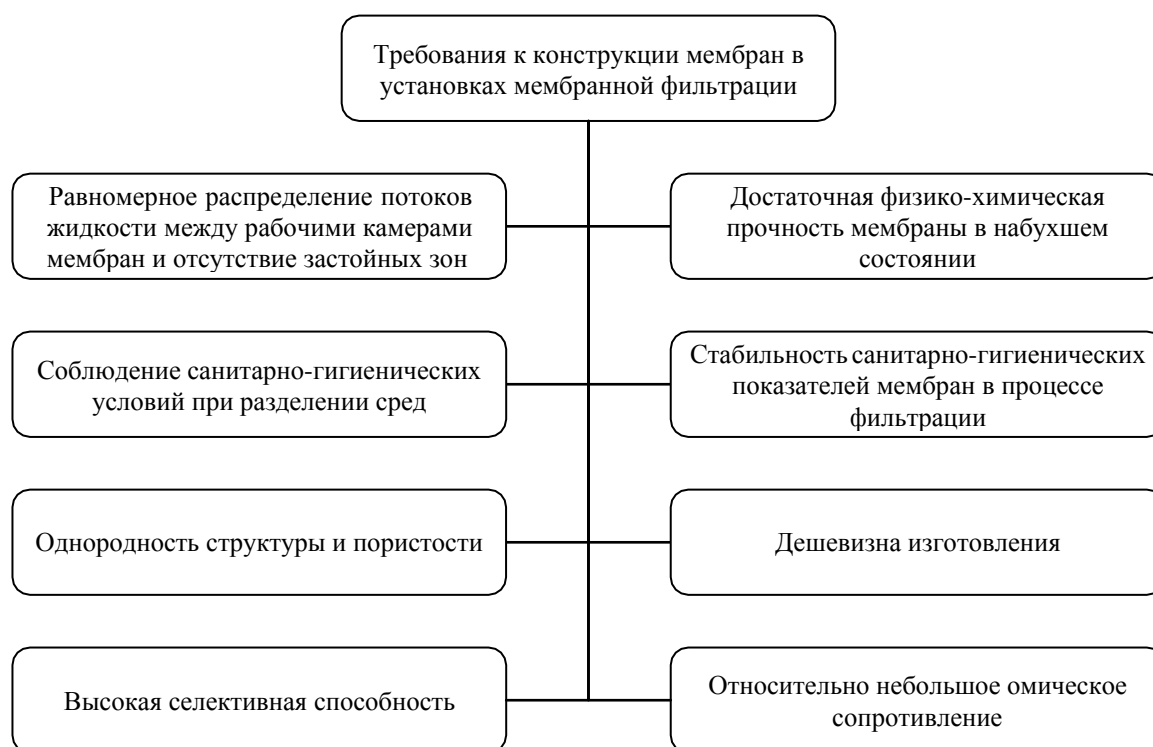 Требования к конструкции мембран в
установках мембранной фильтрации
Равномерное распределение потоков
жидкости между рабочими камерами
мембран и отсутствие застойных зон
Достаточная физико-химическая
прочность мембраны в набухшем
состоянии
Соблюдение санитарно-гигиенических
условий при разделении сред
Стабильность санитарно-гигиенических
показателей мембран в процессе
фильтрации
Однородность структуры и пористости
Дешевизна изготовления
Высокая селективная способность
Относительно небольшое омическое
сопротивление